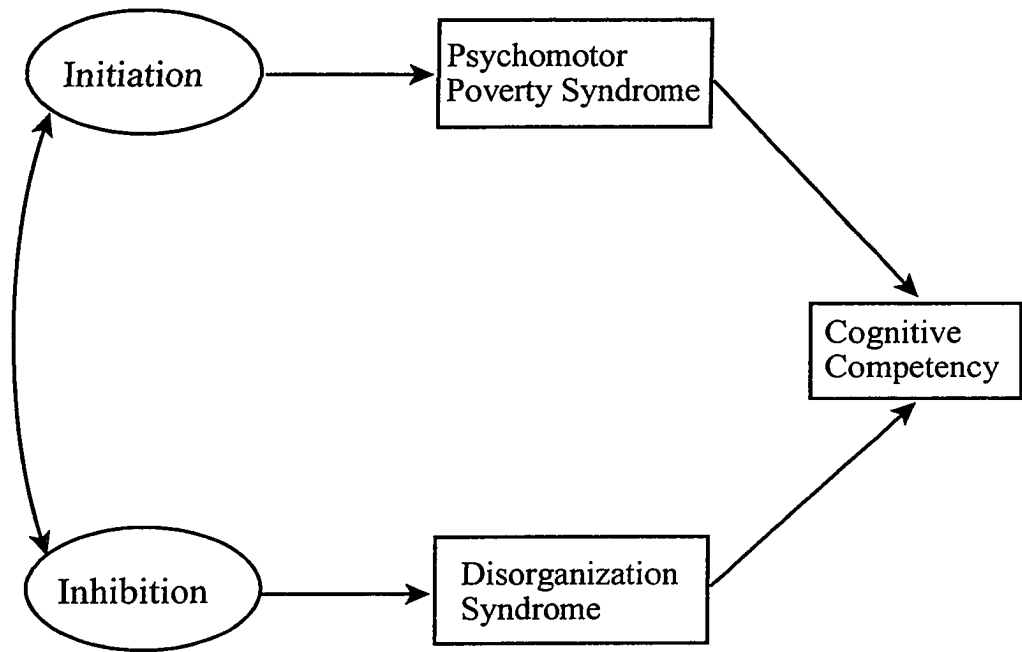 Initiation
Psychomotor
Poverty Syndrome
Cognitive
Competency
Inhibition
Disorganization
Syndrome